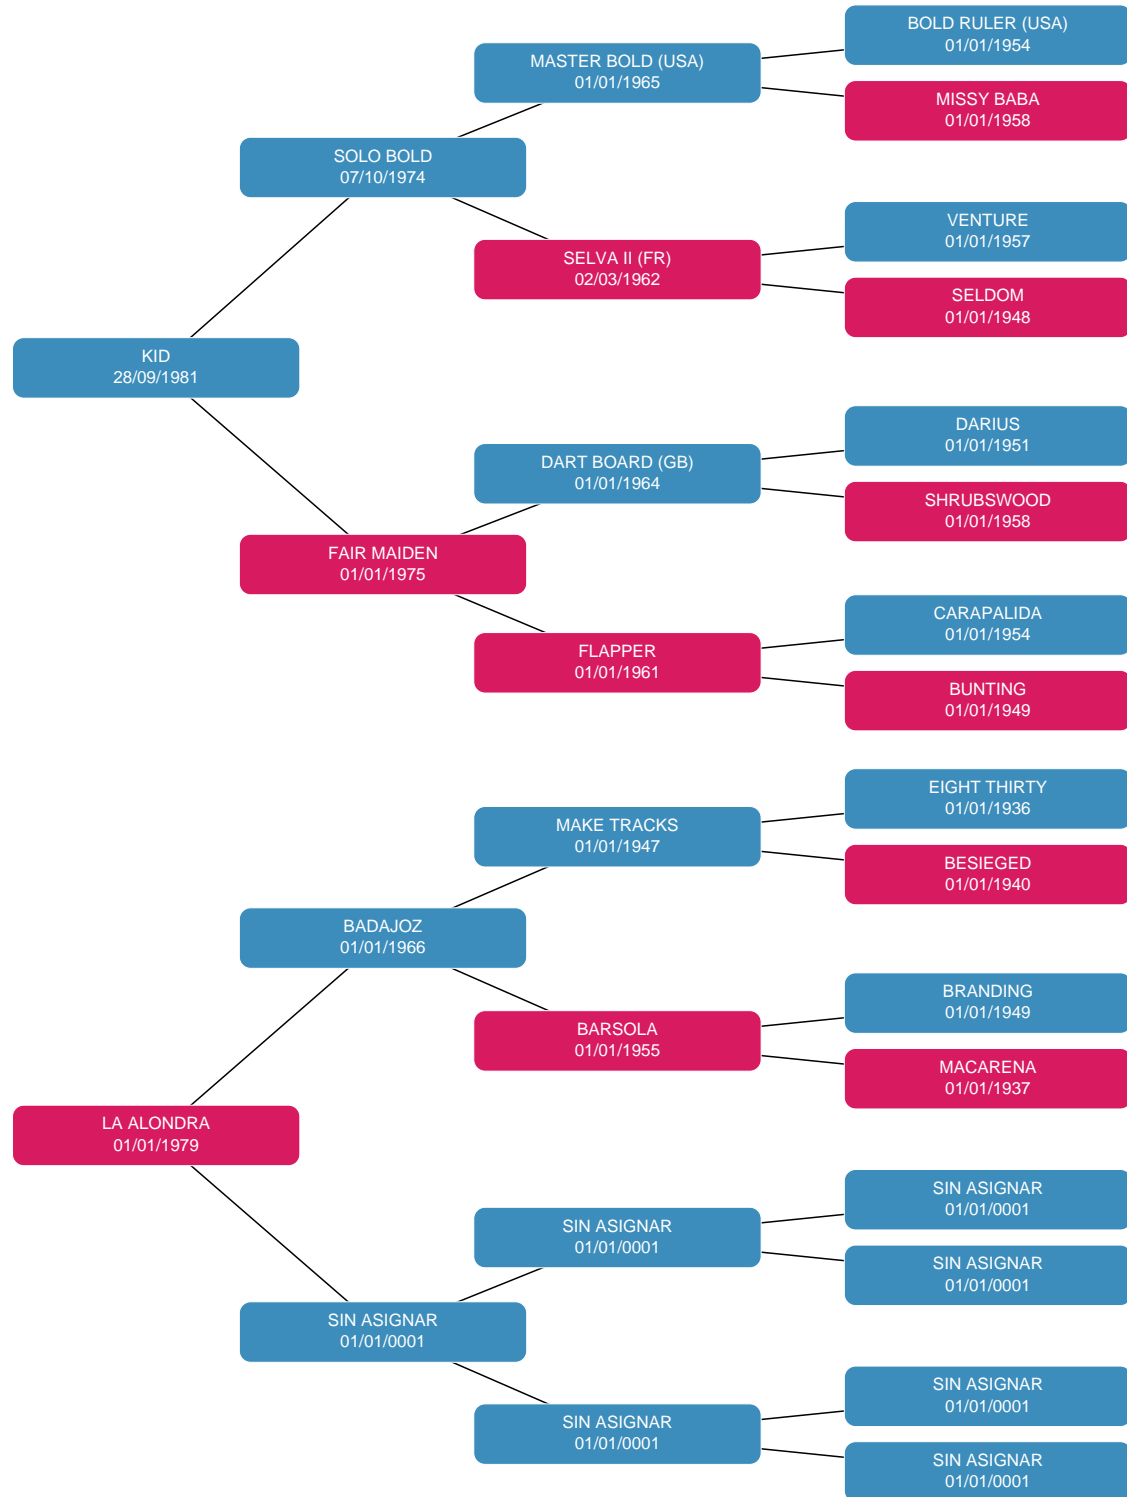 BOLD RULER (USA)
01/01/1954
MASTER BOLD (USA)
01/01/1965
MISSY BABA
01/01/1958
SOLO BOLD
07/10/1974
VENTURE
01/01/1957
SELVA II (FR)
02/03/1962
SELDOM
01/01/1948
KID
28/09/1981
DARIUS
01/01/1951
DART BOARD (GB)
01/01/1964
SHRUBSWOOD
01/01/1958
FAIR MAIDEN
01/01/1975
CARAPALIDA
01/01/1954
FLAPPER
01/01/1961
BUNTING
01/01/1949
EIGHT THIRTY
01/01/1936
MAKE TRACKS
01/01/1947
BESIEGED
01/01/1940
BADAJOZ
01/01/1966
BRANDING
01/01/1949
BARSOLA
01/01/1955
MACARENA
01/01/1937
LA ALONDRA
01/01/1979
SIN ASIGNAR
01/01/0001
SIN ASIGNAR
01/01/0001
SIN ASIGNAR
01/01/0001
SIN ASIGNAR
01/01/0001
SIN ASIGNAR
01/01/0001
SIN ASIGNAR
01/01/0001
SIN ASIGNAR
01/01/0001